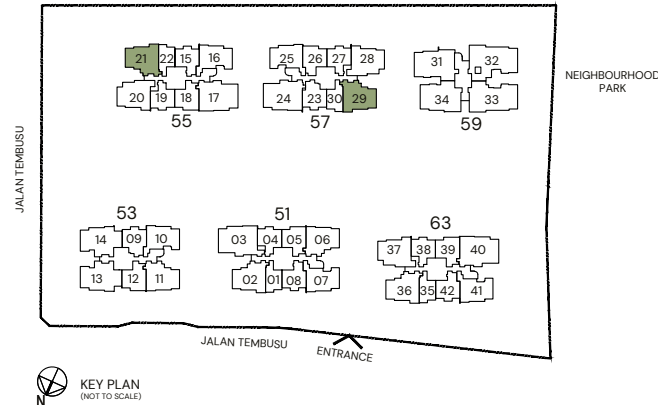 21 22 15 16
20 19 18 17
55
25 26 27 28
24 23 30 29
57
31 32
34 33
59
NEIGHBOURHOOD
PARK
JALAN TEMBUSU
53
14 09 10
13 12 11
51
03 04 05 06
02 01 08 07
63
37 38 39 40
36 35 42 41
JALAN TEMBUSU
ENTRANCE
N
KEY PLAN
(NOT TO SCALE)